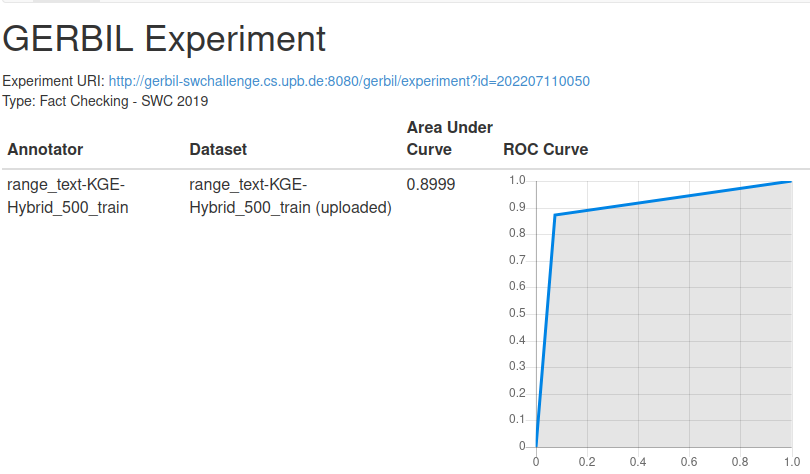 GERBIL Experiment
Experiment URI: http://gerbil-swchallenge.cs.upb.de:8080/gerbil/experiment?id=202207110050
Type: Fact Checking - SWC 2019
Annotator
Dataset
Area Under
Curve
ROC Curve
range_text-KGE-
Hybrid_500_train
range_text-KGE-
Hybrid_500_train (uploaded)
0.8999
1.0
0.9
0.8
0.7
0.6
0.5
0.4
0.3
0.2
0.1
0
0 0.2 0.4 0.6 0.8 1.0